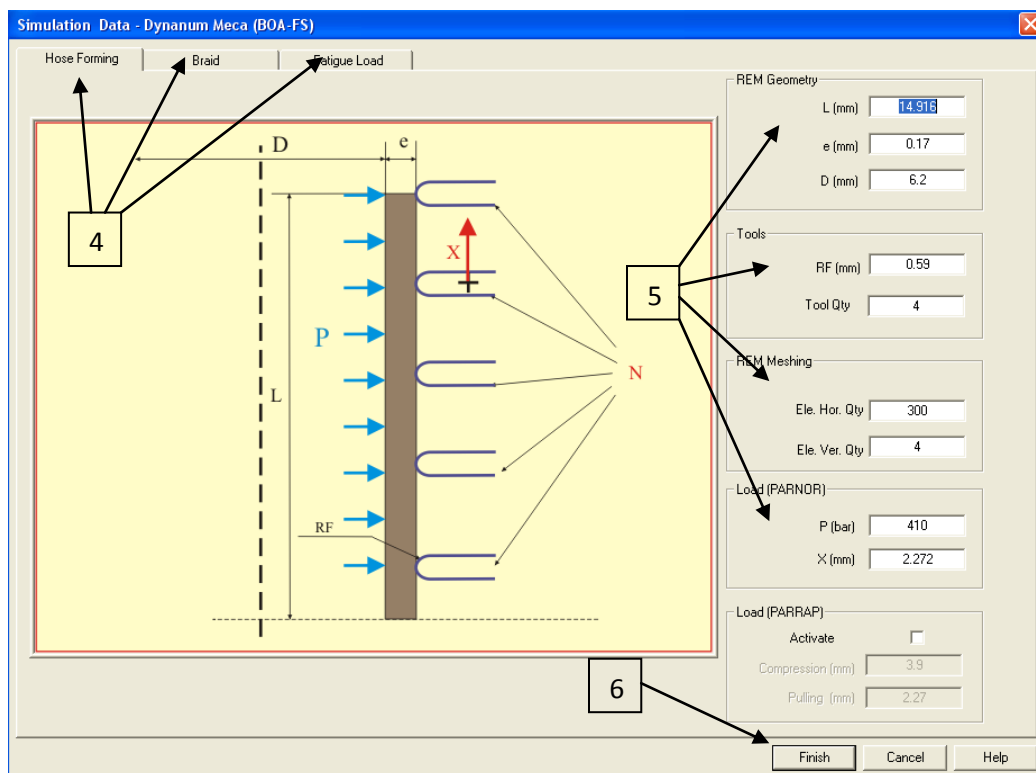 Simulation Data - Dynanum Meca (BOA-FS)
Hose Forming
Braid
Fatigue Load
4
D
e
X
P
L
RF
N
5
6
REM Geometry
L (mm) 14.916
e (mm) 0.17
D (mm) 6.2
Tools
RF (mm) 0.59
Tool Qty 4
REM Meshing
Ele. Hor. Qty 300
Ele. Ver. Qty 4
Load (PARNOR)
P (bar) 410
X (mm) 2.272
Load (PARRAP)
Activate
Compression (mm) 3.9
Pulling (mm) 2.27
Finish
Cancel
Help